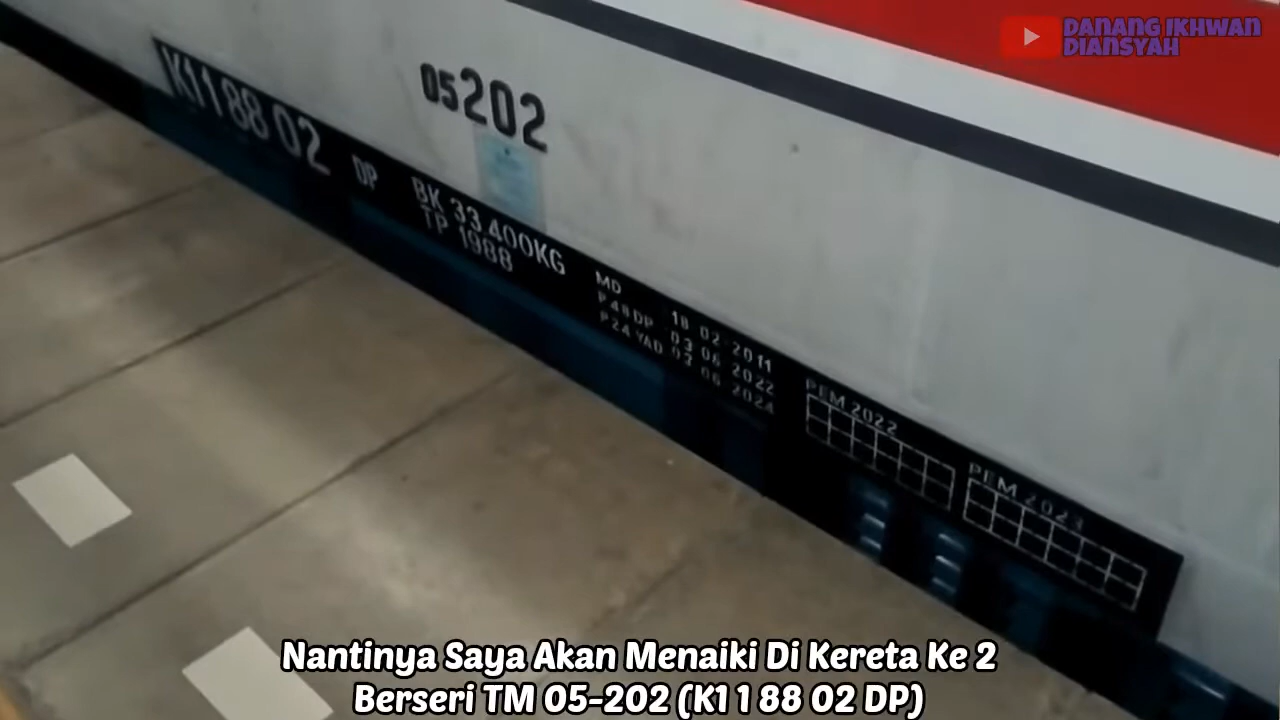 DANANG IKHWAN
DIANSYAH
05202
K1 1 88 02 DP
BK 33.400KG
TP 1988
MD 18 02 2011
P48DP 03 06 2022
P24 YAD 03 06 2024
PEM 2022
PEM 2023
Nantinya Saya Akan Menaiki Di Kereta Ke 2
Berseri TM 05-202 (K1 1 88 02 DP)